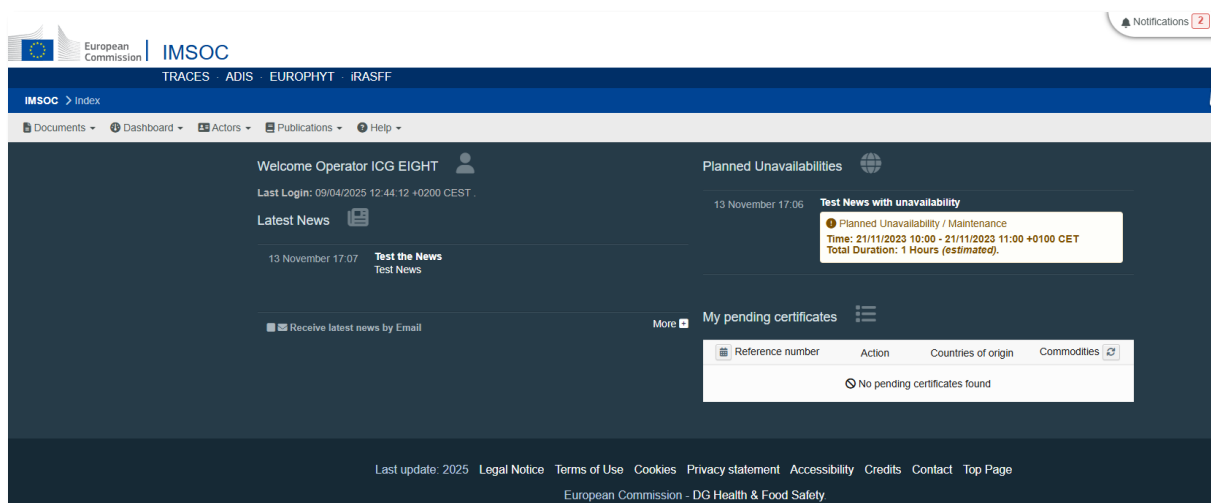 Notifications 2
European
Commission
IMSOC
TRACES - ADIS - EUROPHYT - iRASFF
IMSOC > Index
Documents Dashboard Actors Publications Help
Welcome Operator ICG EIGHT
Last Login: 09/04/2025 12:44:12 +0200 CEST .
Latest News
13 November 17:07 Test the News
Test News
Receive latest news by Email
More
Planned Unavailabilities
13 November 17:06 Test News with unavailability
Planned Unavailability / Maintenance
Time: 21/11/2023 10:00 - 21/11/2023 11:00 +0100 CET
Total Duration: 1 Hours (estimated).
My pending certificates
Reference number Action Countries of origin Commodities
No pending certificates found
Last update: 2025 Legal Notice Terms of Use Cookies Privacy statement Accessibility Credits Contact Top Page
European Commission - DG Health & Food Safety.